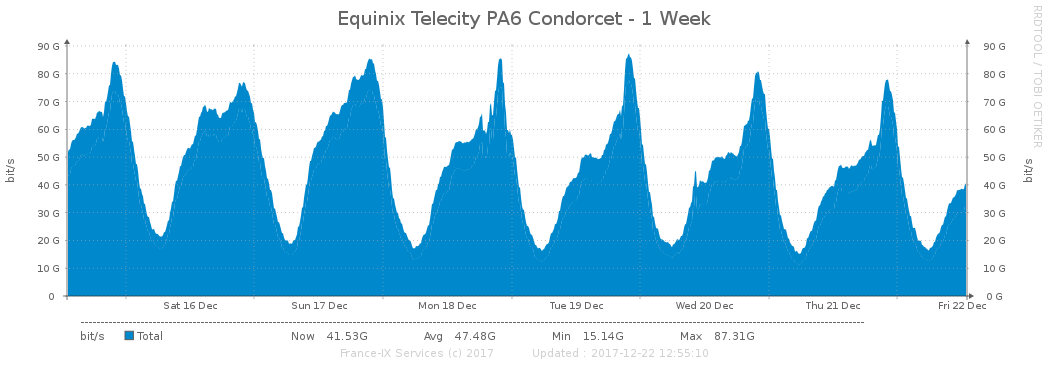 Equinix Telecity PA6 Condorcet - 1 Week
RRDTOOL / TOBI OETIKER
bit/s
90 G 90 G
80 G 80 G
70 G 70 G
60 G 60 G
50 G 50 G
40 G 40 G
30 G 30 G
20 G 20 G
10 G 10 G
0 0 G
bit/s
Sat 16 Dec Sun 17 Dec Mon 18 Dec Tue 19 Dec Wed 20 Dec Thu 21 Dec Fri 22 Dec
bit/s Total Now 41.53G Avg 47.48G Min 15.14G Max 87.31G
France-IX Services (c) 2017 Updated : 2017-12-22 12:55:10